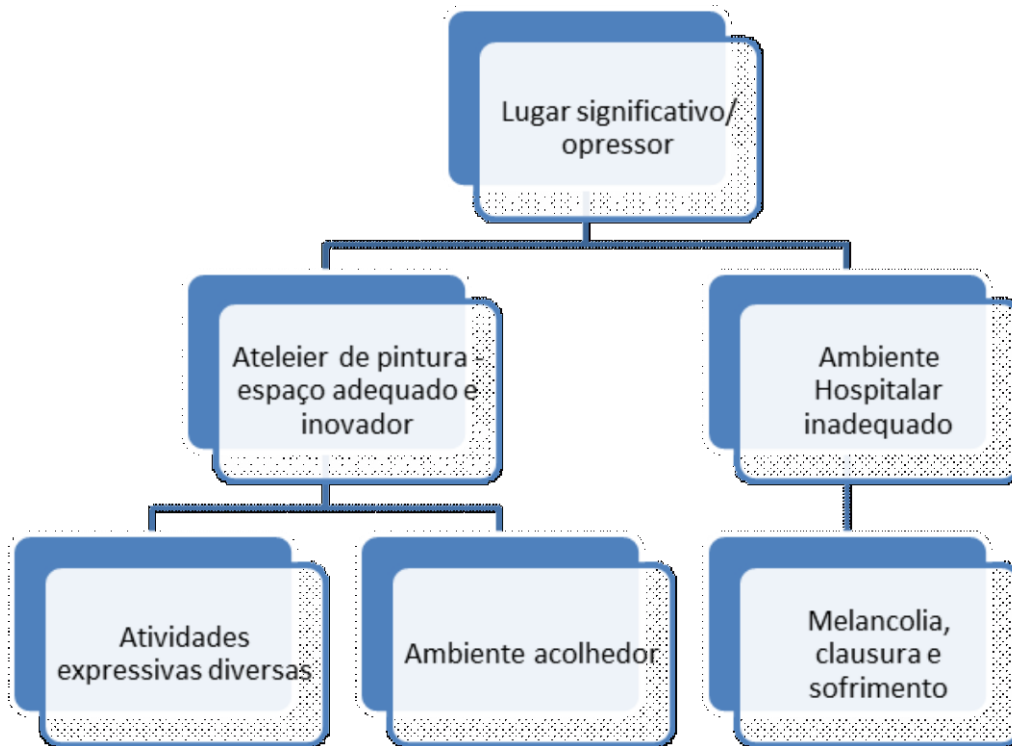 Lugar significativo/
opressor
Ateleier de pintura -
espaço adequado e
inovador
Ambiente
Hospitalar
inadequado
Atividades
expressivas diversas
Ambiente acolhedor
Melancolia,
clausura e
sofrimento